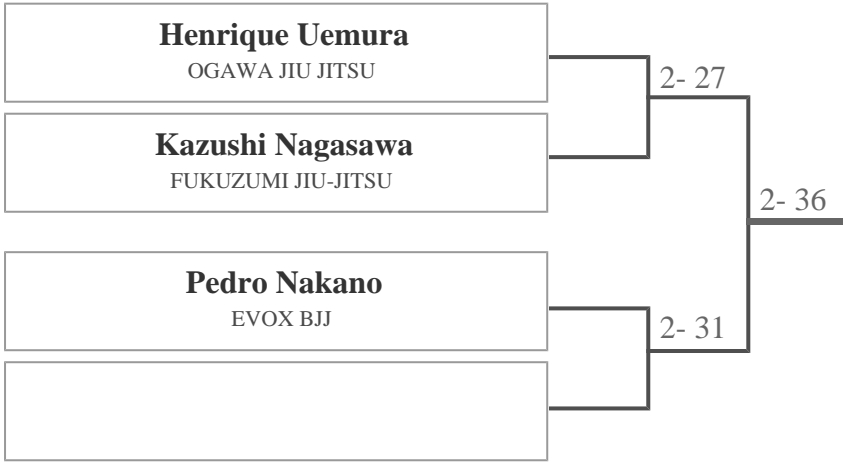 Henrique Uemura
OGAWA JIU JITSU
2- 27
Kazushi Nagasawa
FUKUZUMI JIU-JITSU
2- 36
Pedro Nakano
EVOX BJJ
2- 31